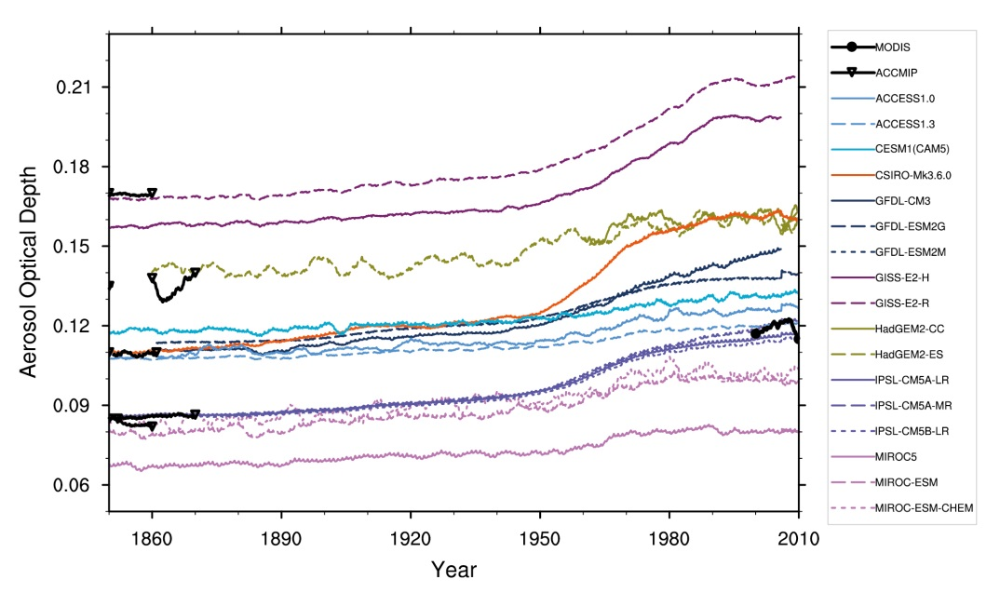 0.21
0.18
0.15
0.12
0.09
0.06
Aerosol Optical Depth
1860
1890
1920
1950
1980
2010
Year
MODIS
ACCMIP
ACCESS1.0
ACCESS1.3
CESM1(CAM5)
CSIRO-Mk3.6.0
GFDL-CM3
GFDL-ESM2G
GFDL-ESM2M
GISS-E2-H
GISS-E2-R
HadGEM2-CC
HadGEM2-ES
IPSL-CM5A-LR
IPSL-CM5A-MR
IPSL-CM5B-LR
MIROC5
MIROC-ESM
MIROC-ESM-CHEM